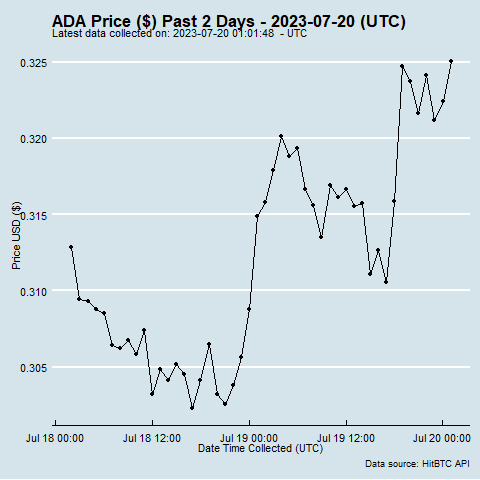 ADA Price ($) Past 2 Days - 2023-07-20 (UTC)
Latest data collected on: 2023-07-20 01:01:48 - UTC
0.325
0.320
0.315
0.310
0.305
Price USD ($)
Jul 18 00:00 Jul 18 12:00 Jul 19 00:00 Jul 19 12:00 Jul 20 00:00
Date Time Collected (UTC)
Data source: HitBTC API